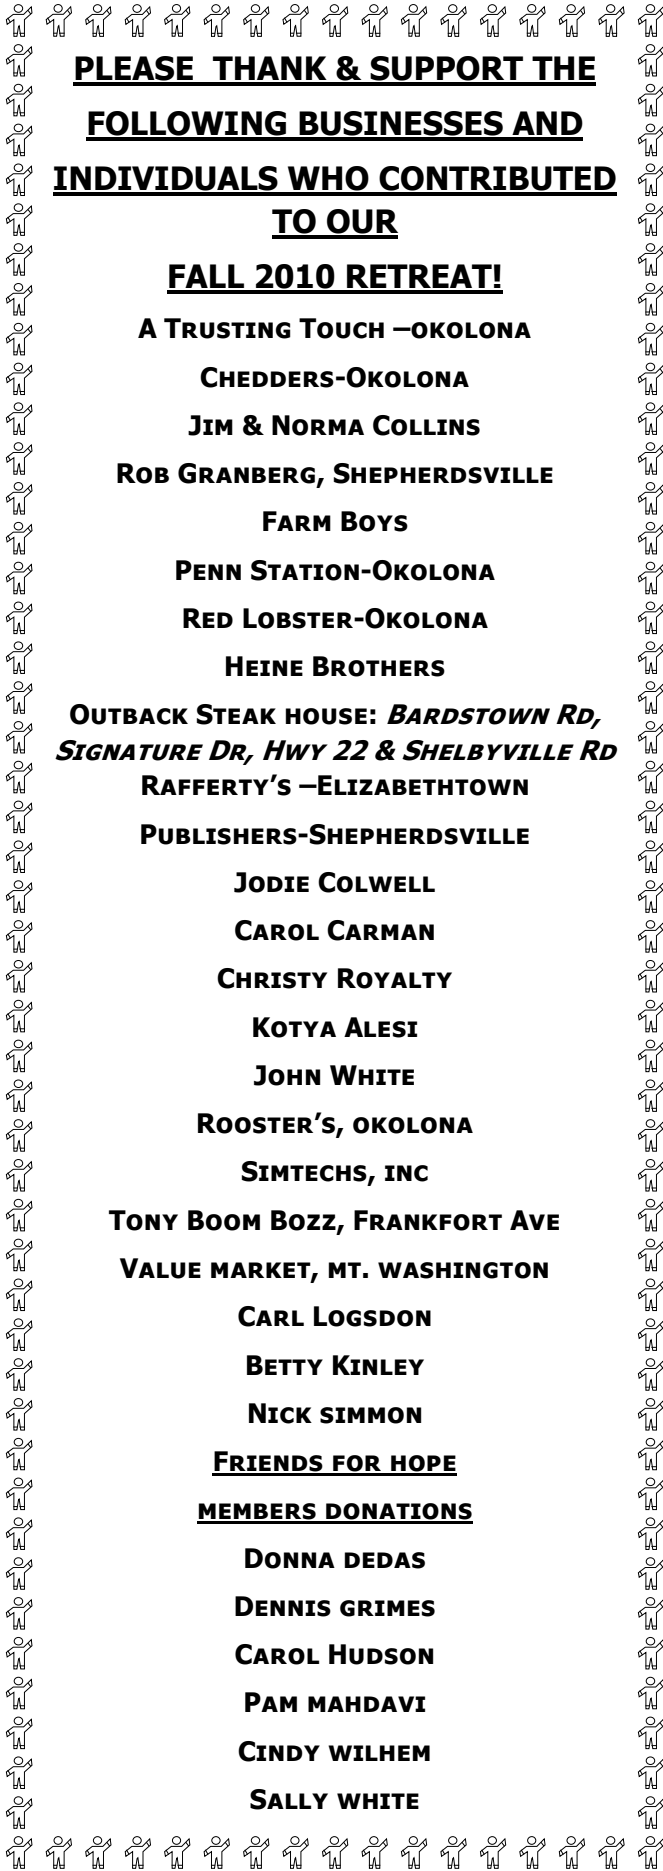 PLEASE  THANK & SUPPORT THE
FOLLOWING BUSINESSES AND
INDIVIDUALS WHO CONTRIBUTED
TO OUR
FALL 2010 RETREAT!
A Trusting Touch –okolona
Chedders-Okolona
Jim & Norma Collins
Rob Granberg, Shepherdsville
Farm Boys
Penn Station-Okolona
Red Lobster-Okolona
Heine Brothers
Outback Steak house: Bardstown Rd,
Signature Dr, Hwy 22 & Shelbyville Rd
Rafferty’s –Elizabethtown
Publishers-Shepherdsville
Jodie Colwell
Carol Carman
Christy Royalty
Kotya Alesi
John White
Rooster’s, okolona
Simtechs, inc
Tony Boom Bozz, Frankfort Ave
Value market, mt. washington
Carl Logsdon
Betty Kinley
Nick simmon
Friends for hope
members donations
Donna dedas
Dennis grimes
Carol Hudson
Pam mahdavi
Cindy wilhem
Sally white